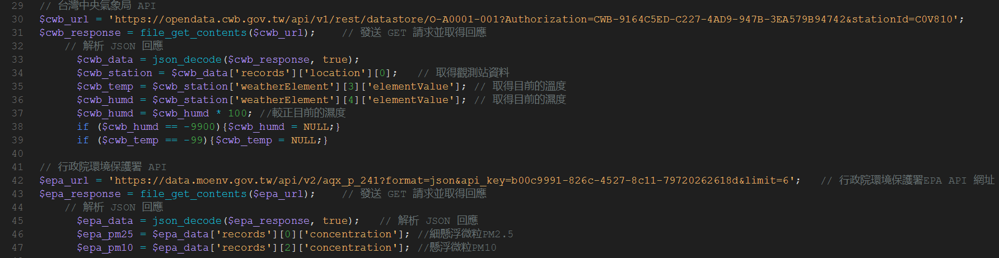 29 // 台灣中央氣象局 API
30 $cwb_url = 'https://opendata.cwb.gov.tw/api/v1/rest/datastore/O-A0001-001?Authorization=CWB-9164C5ED-C227-4AD9-947B-3EA579B94742&stationId=C0V810';
31 $cwb_response = file_get_contents($cwb_url); // 發送 GET 請求並取得回應
32 // 解析 JSON 回應
33 $cwb_data = json_decode($cwb_response, true);
34 $cwb_station = $cwb_data['records']['location'][0]; // 取得觀測站資料
35 $cwb_temp = $cwb_station['weatherElement'][3]['elementValue']; // 取得目前的溫度
36 $cwb_humd = $cwb_station['weatherElement'][4]['elementValue']; // 取得目前的濕度
37 $cwb_humd = $cwb_humd * 100; //較正目前的濕度
38 if ($cwb_humd == -9900){$cwb_humd = NULL;}
39 if ($cwb_temp == -99){$cwb_temp = NULL;}
40
41 // 行政院環境保護署 API
42 $epa_url = 'https://data.moenv.gov.tw/api/v2/aqx_p_241?format=json&api_key=b00c9991-826c-4527-8c11-79720262618d&limit=6'; // 行政院環境保護署EPA API 網址
43 $epa_response = file_get_contents($epa_url); // 發送 GET 請求並取得回應
44 // 解析 JSON 回應
45 $epa_data = json_decode($epa_response, true); // 解析 JSON 回應
46 $epa_pm25 = $epa_data['records'][0]['concentration']; //細懸浮微粒PM2.5
47 $epa_pm10 = $epa_data['records'][2]['concentration']; //懸浮微粒PM10